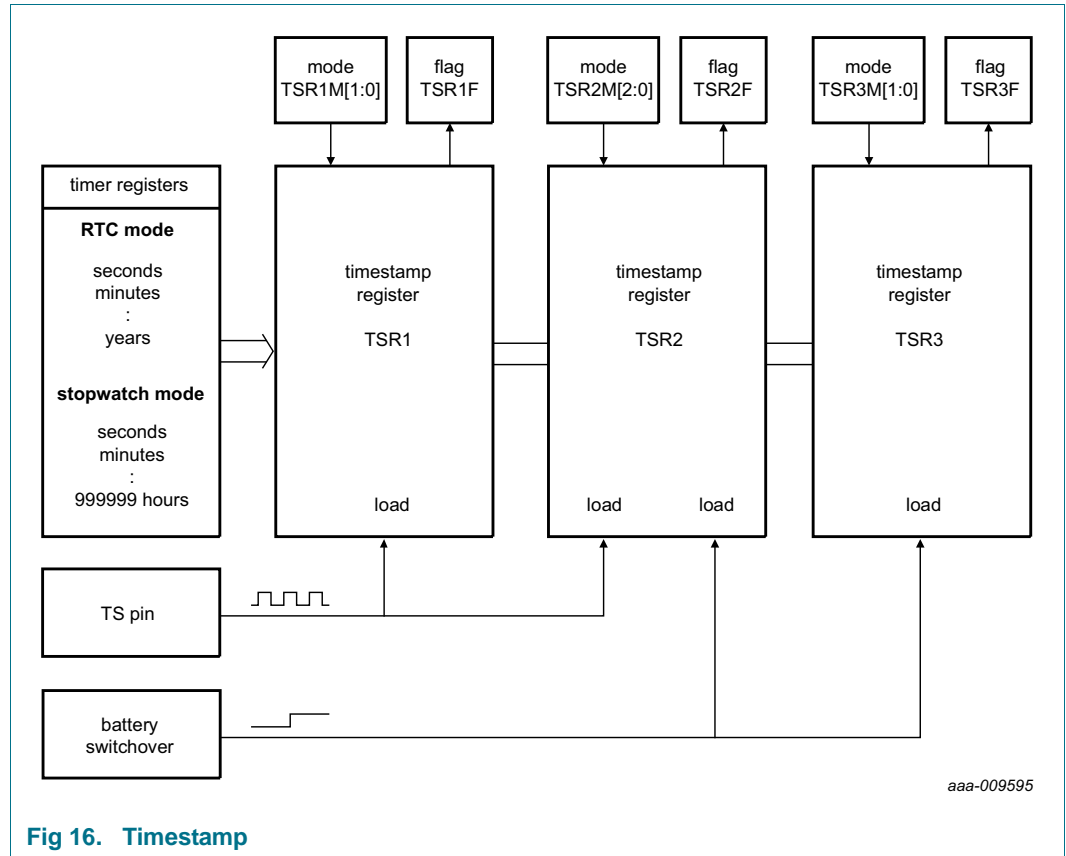 mode
TSR1M[1:0]
flag
TSR1F
mode
TSR2M[2:0]
flag
TSR2F
mode
TSR3M[1:0]
flag
TSR3F
timer registers
RTC mode
seconds
minutes
:
years
stopwatch mode
seconds
minutes
:
999999 hours
timestamp
register
TSR1
load
timestamp
register
TSR2
load
load
timestamp
register
TSR3
load
TS pin
battery
switchover
aaa-009595
Fig 16. Timestamp